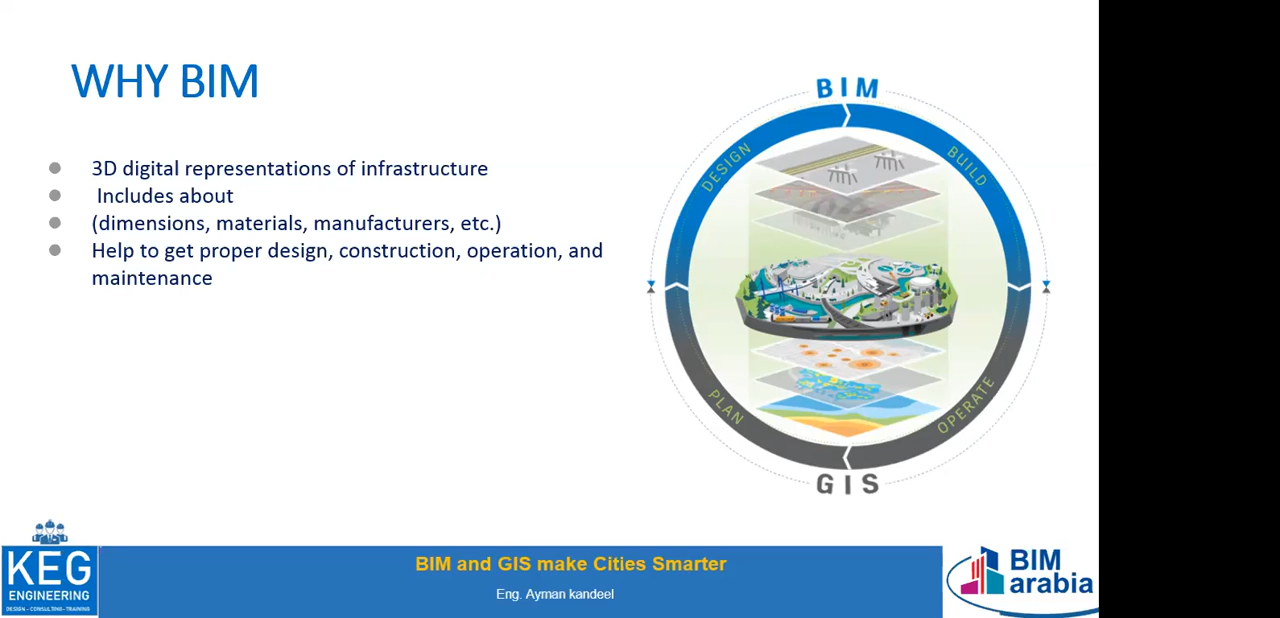 WHY BIM
3D digital representations of infrastructure
Includes about
(dimensions, materials, manufacturers, etc.)
Help to get proper design, construction, operation, and
maintenance
BIM
DESIGN
BUILD
PLAN
OPERATE
GIS
KEG
ENGINEERING
DESIGN - CONSULTING - TRAINING
BIM and GIS make Cities Smarter
Eng. Ayman kandeel
BIM
arabia